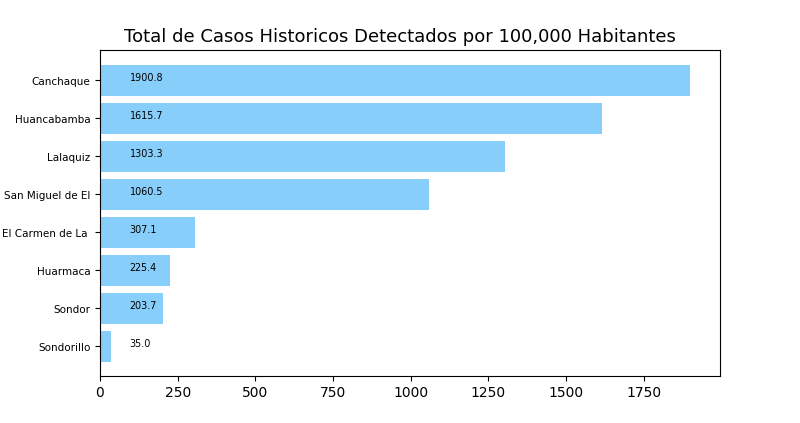 Total de Casos Historicos Detectados por 100,000 Habitantes
Canchaque 1900.8
Huancabamba 1615.7
Lalaquiz 1303.3
San Miguel de El 1060.5
El Carmen de La 307.1
Huarmaca 225.4
Sondor 203.7
Sondorillo 35.0
0 250 500 750 1000 1250 1500 1750